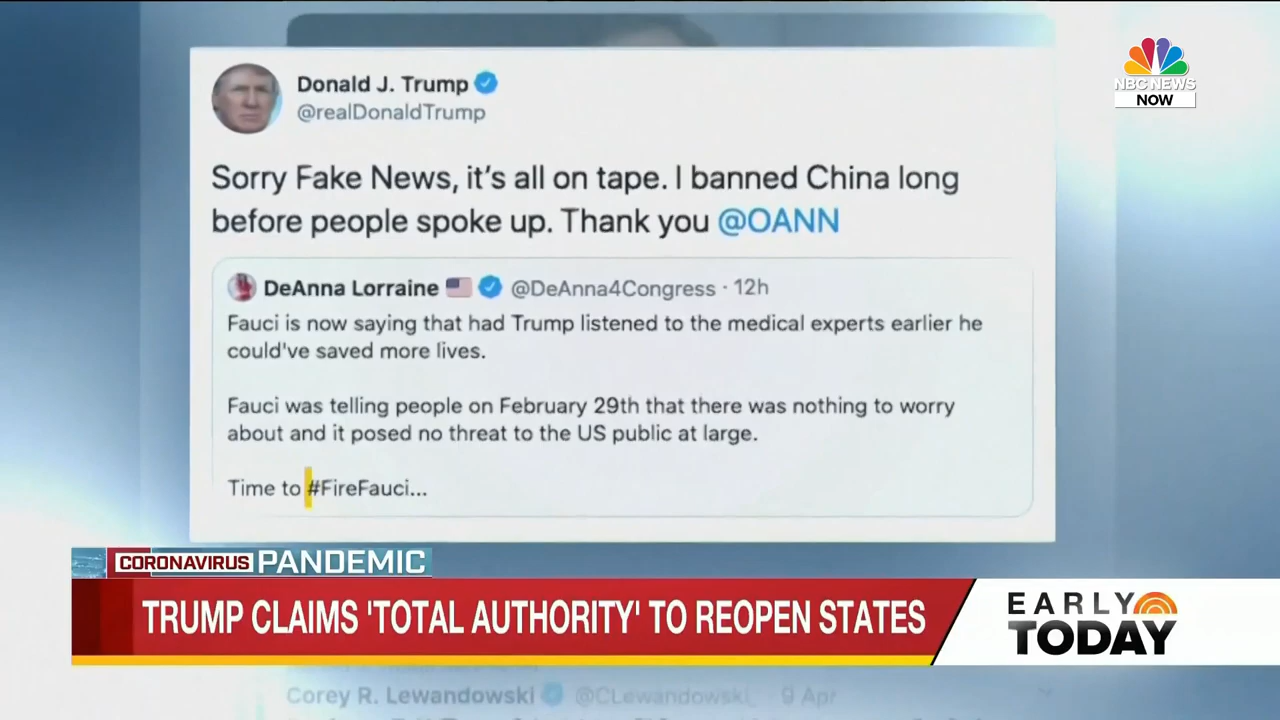 NBC NEWS
NOW
Donald J. Trump
@realDonaldTrump
Sorry Fake News, it's all on tape. I banned China long
before people spoke up. Thank you @OANN
DeAnna Lorraine @DeAnna4Congress · 12h
Fauci is now saying that had Trump listened to the medical experts earlier he
could've saved more lives.
Fauci was telling people on February 29th that there was nothing to worry
about and it posed no threat to the US public at large.
Time to #FireFauci...
CORONAVIRUS PANDEMIC
TRUMP CLAIMS 'TOTAL AUTHORITY' TO REOPEN STATES
EARLY
TODAY
Corey R. Lewandowski @CLewandowski_ · 9 Apr